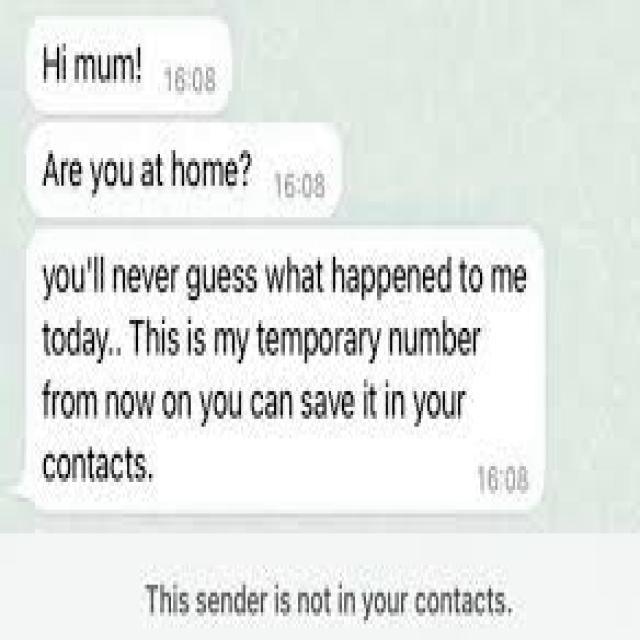 Hi mum! 16:08
Are you at home? 16:08
you'll never guess what happened to me
today.. This is my temporary number
from now on you can save it in your
contacts. 16:08
This sender is not in your contacts.